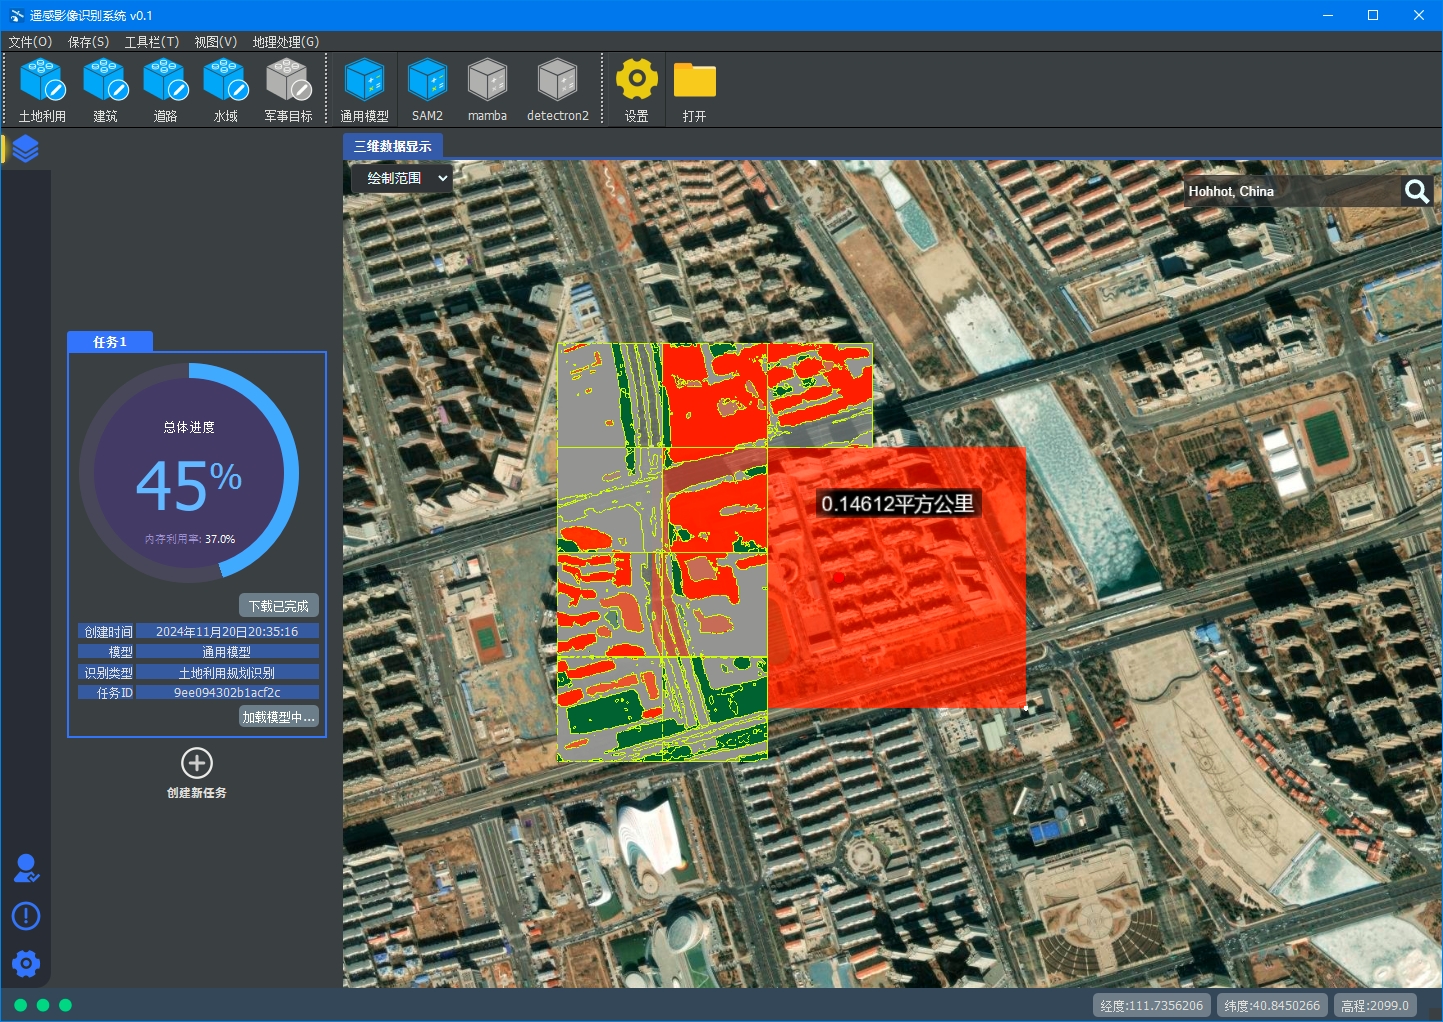 遥感影像识别系统 v0.1
文件(O) 保存(S) 工具栏(T) 视图(V) 地理处理(G)
土地利用 建筑 道路 水域 军事目标 通用模型 SAM2 mamba detectron2 设置 打开
三维数据显示
绘制范围
Hohhot, China
任务1
总体进度
45%
内存利用率: 37.0%
下载已完成
创建时间 2024年11月20日20:35:16
模型 通用模型
识别类型 土地利用规划识别
任务ID 9ee094302b1acf2c
加载模型中...
创建新任务
0.14612平方公里
经度:111.7356206 纬度:40.8450266 高程:2099.0